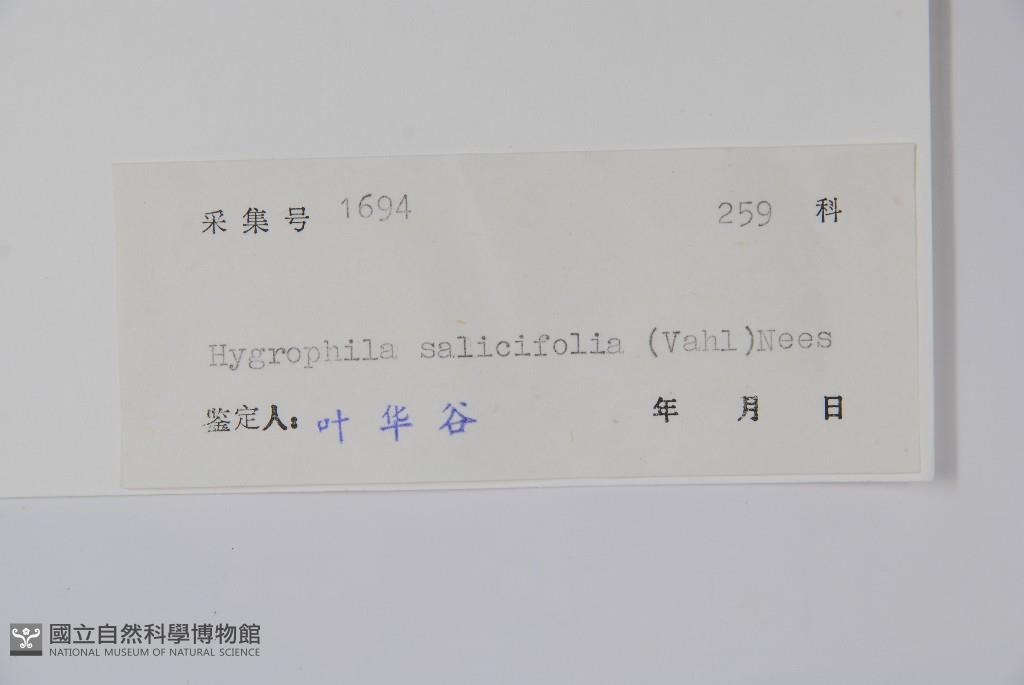 采集号 1694 259 科
Hygrophila salicifolia (Vahl)Nees
鉴定人: 叶华谷 年 月 日
國立自然科學博物館
NATIONAL MUSEUM OF NATURAL SCIENCE